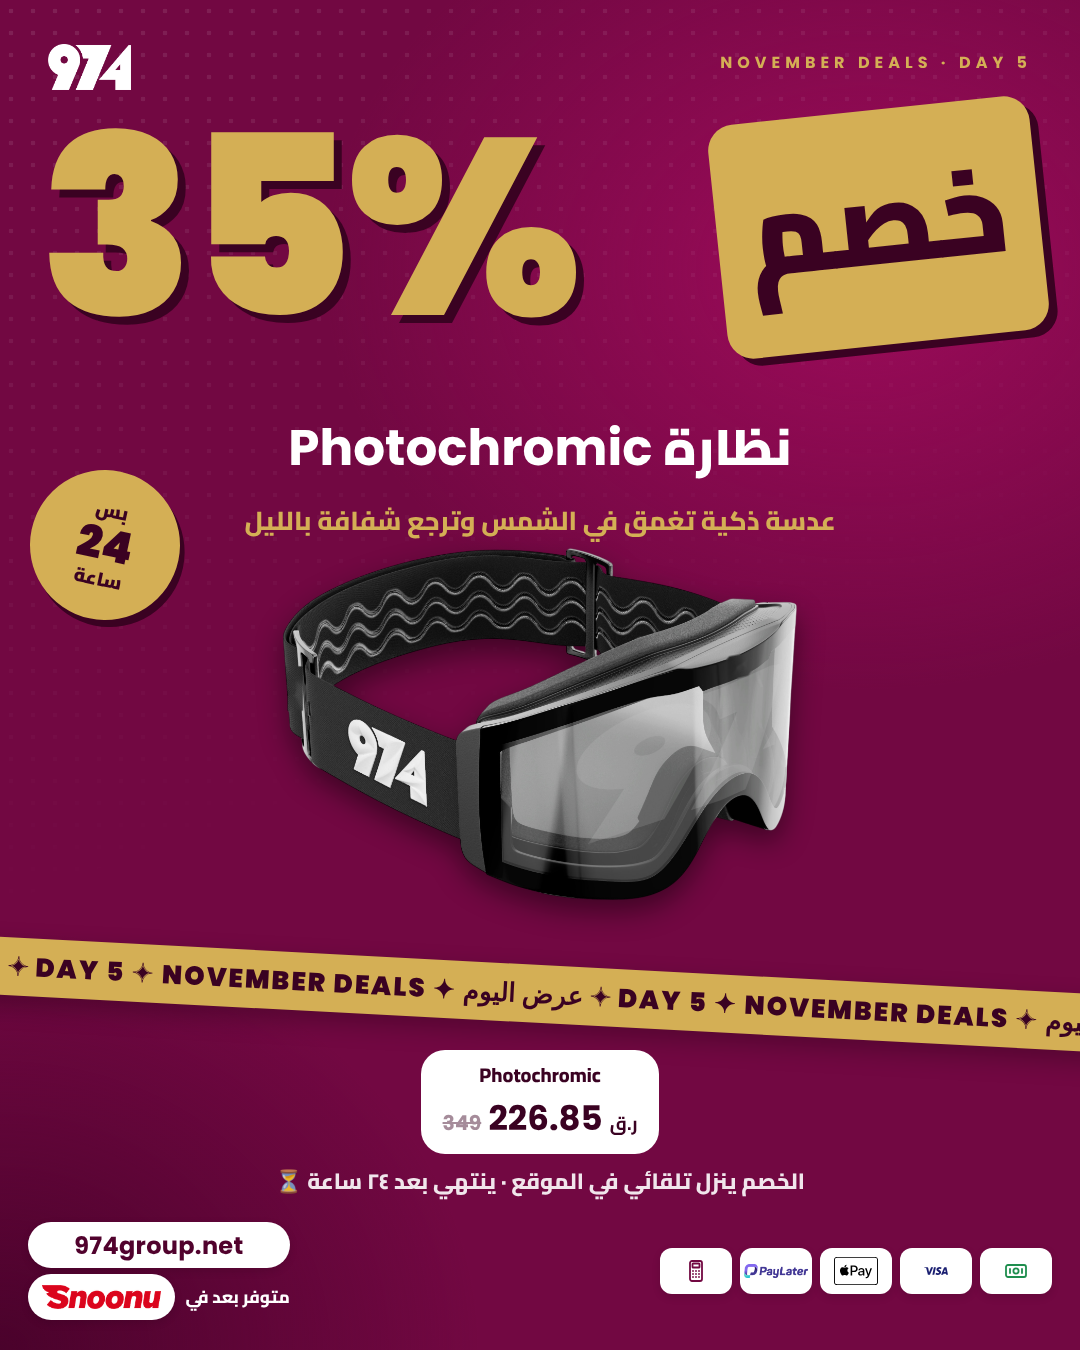 974
NOVEMBER DEALS · DAY 5
35%
خصم
نظارة Photochromic
عدسة ذكية تغمق في الشمس وترجع شفافة بالليل
بس
24
ساعة
974
✦ DAY 5 ✦ NOVEMBER DEALS ✦ عرض اليوم ✦ DAY 5 ✦ NOVEMBER DEALS ✦
Photochromic
349 226.85 ر.ق
الخصم ينزل تلقائي في الموقع · ينتهي بعد ٢٤ ساعة ⏳
974group.net
متوفر بعد في Snoonu
PayLater
Pay
VISA